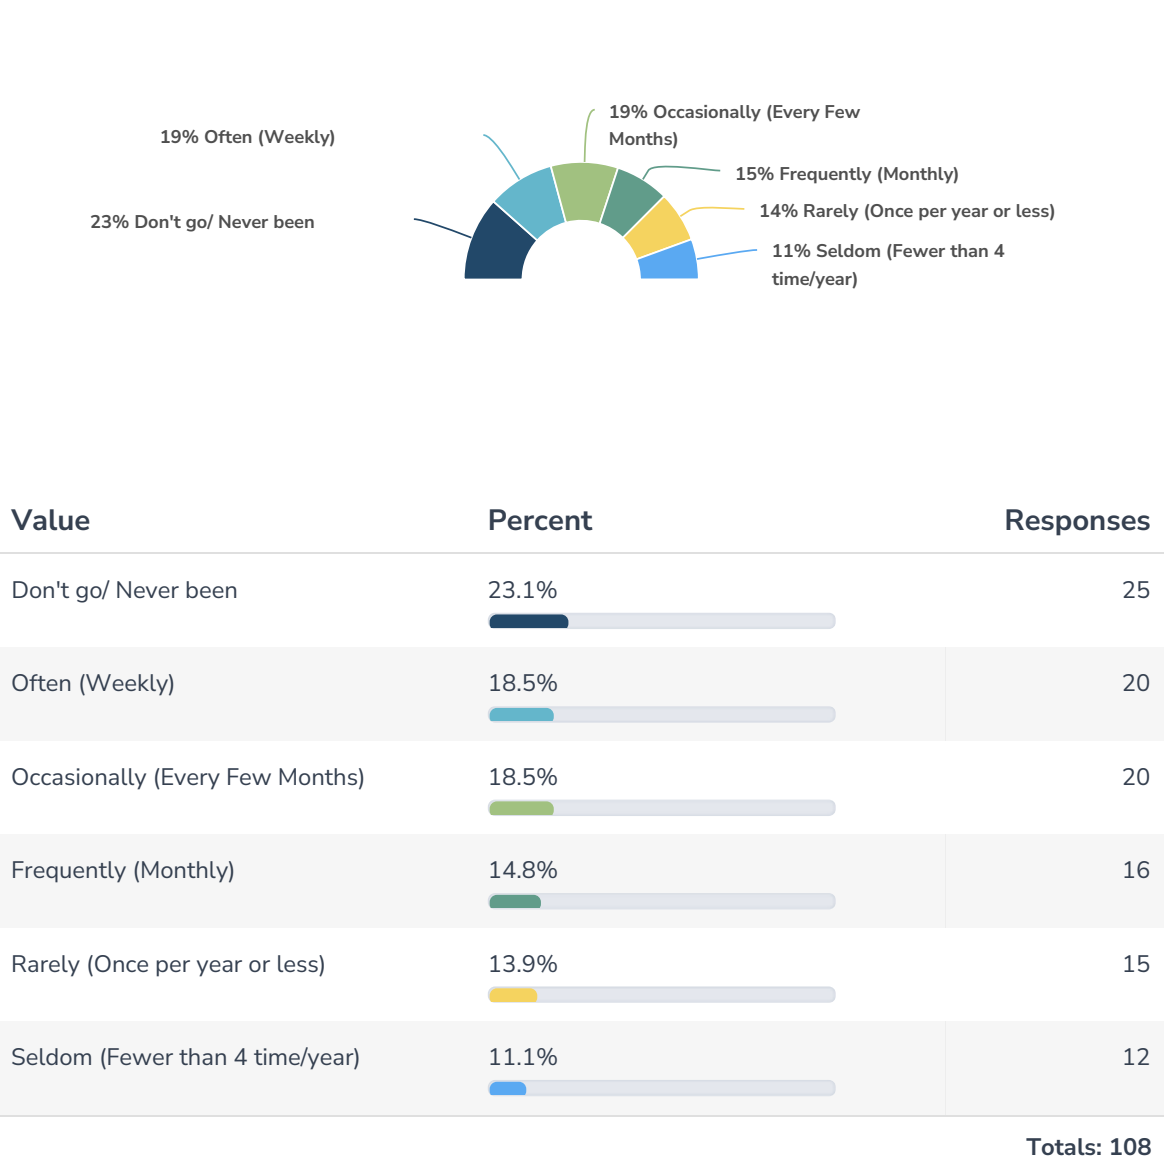 19% Occasionally (Every Few
Months)
19% Often (Weekly)
15% Frequently (Monthly)
14% Rarely (Once per year or less)
23% Don't go/ Never been
11% Seldom (Fewer than 4
time/year)
Value Percent Responses
Don't go/ Never been 23.1% 25
Often (Weekly) 18.5% 20
Occasionally (Every Few Months) 18.5% 20
Frequently (Monthly) 14.8% 16
Rarely (Once per year or less) 13.9% 15
Seldom (Fewer than 4 time/year) 11.1% 12
Totals: 108